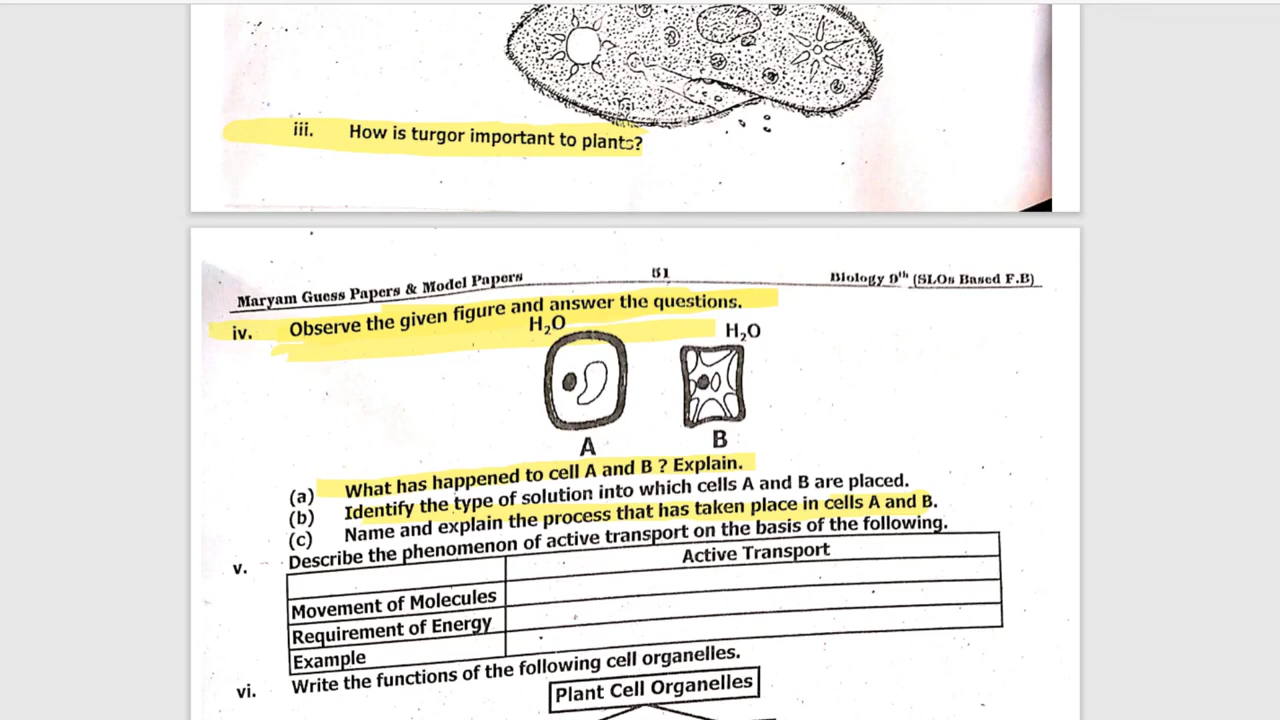 iii. How is turgor important to plants?
Maryam Guess Papers & Model Papers 51 Biology 9th (SLOs Based F.B)
iv. Observe the given figure and answer the questions.
H₂O H₂O
A B
(a) What has happened to cell A and B ? Explain.
(b) Identify the type of solution into which cells A and B are placed.
(c) Name and explain the process that has taken place in cells A and B.
v. Describe the phenomenon of active transport on the basis of the following.
Active Transport
Movement of Molecules
Requirement of Energy
Example
vi. Write the functions of the following cell organelles.
Plant Cell Organelles